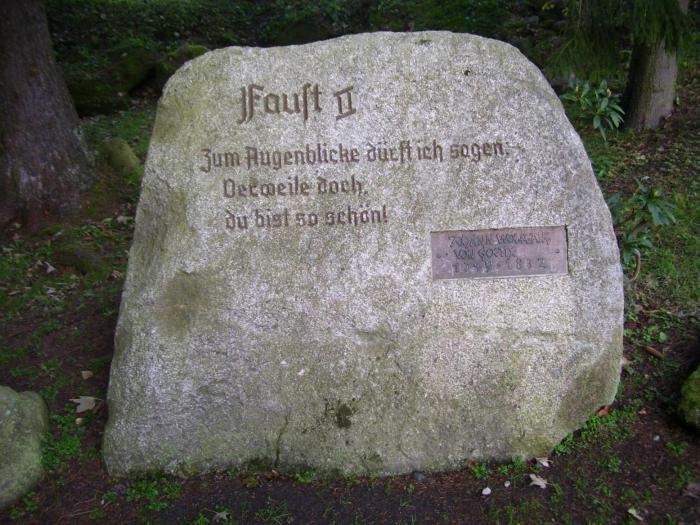 Faust II
Zum Augenblicke dürft ich sagen:
Verweile doch,
du bist so schön!
JOHANN WOLFGANG
VON GOETHE
1749-1832